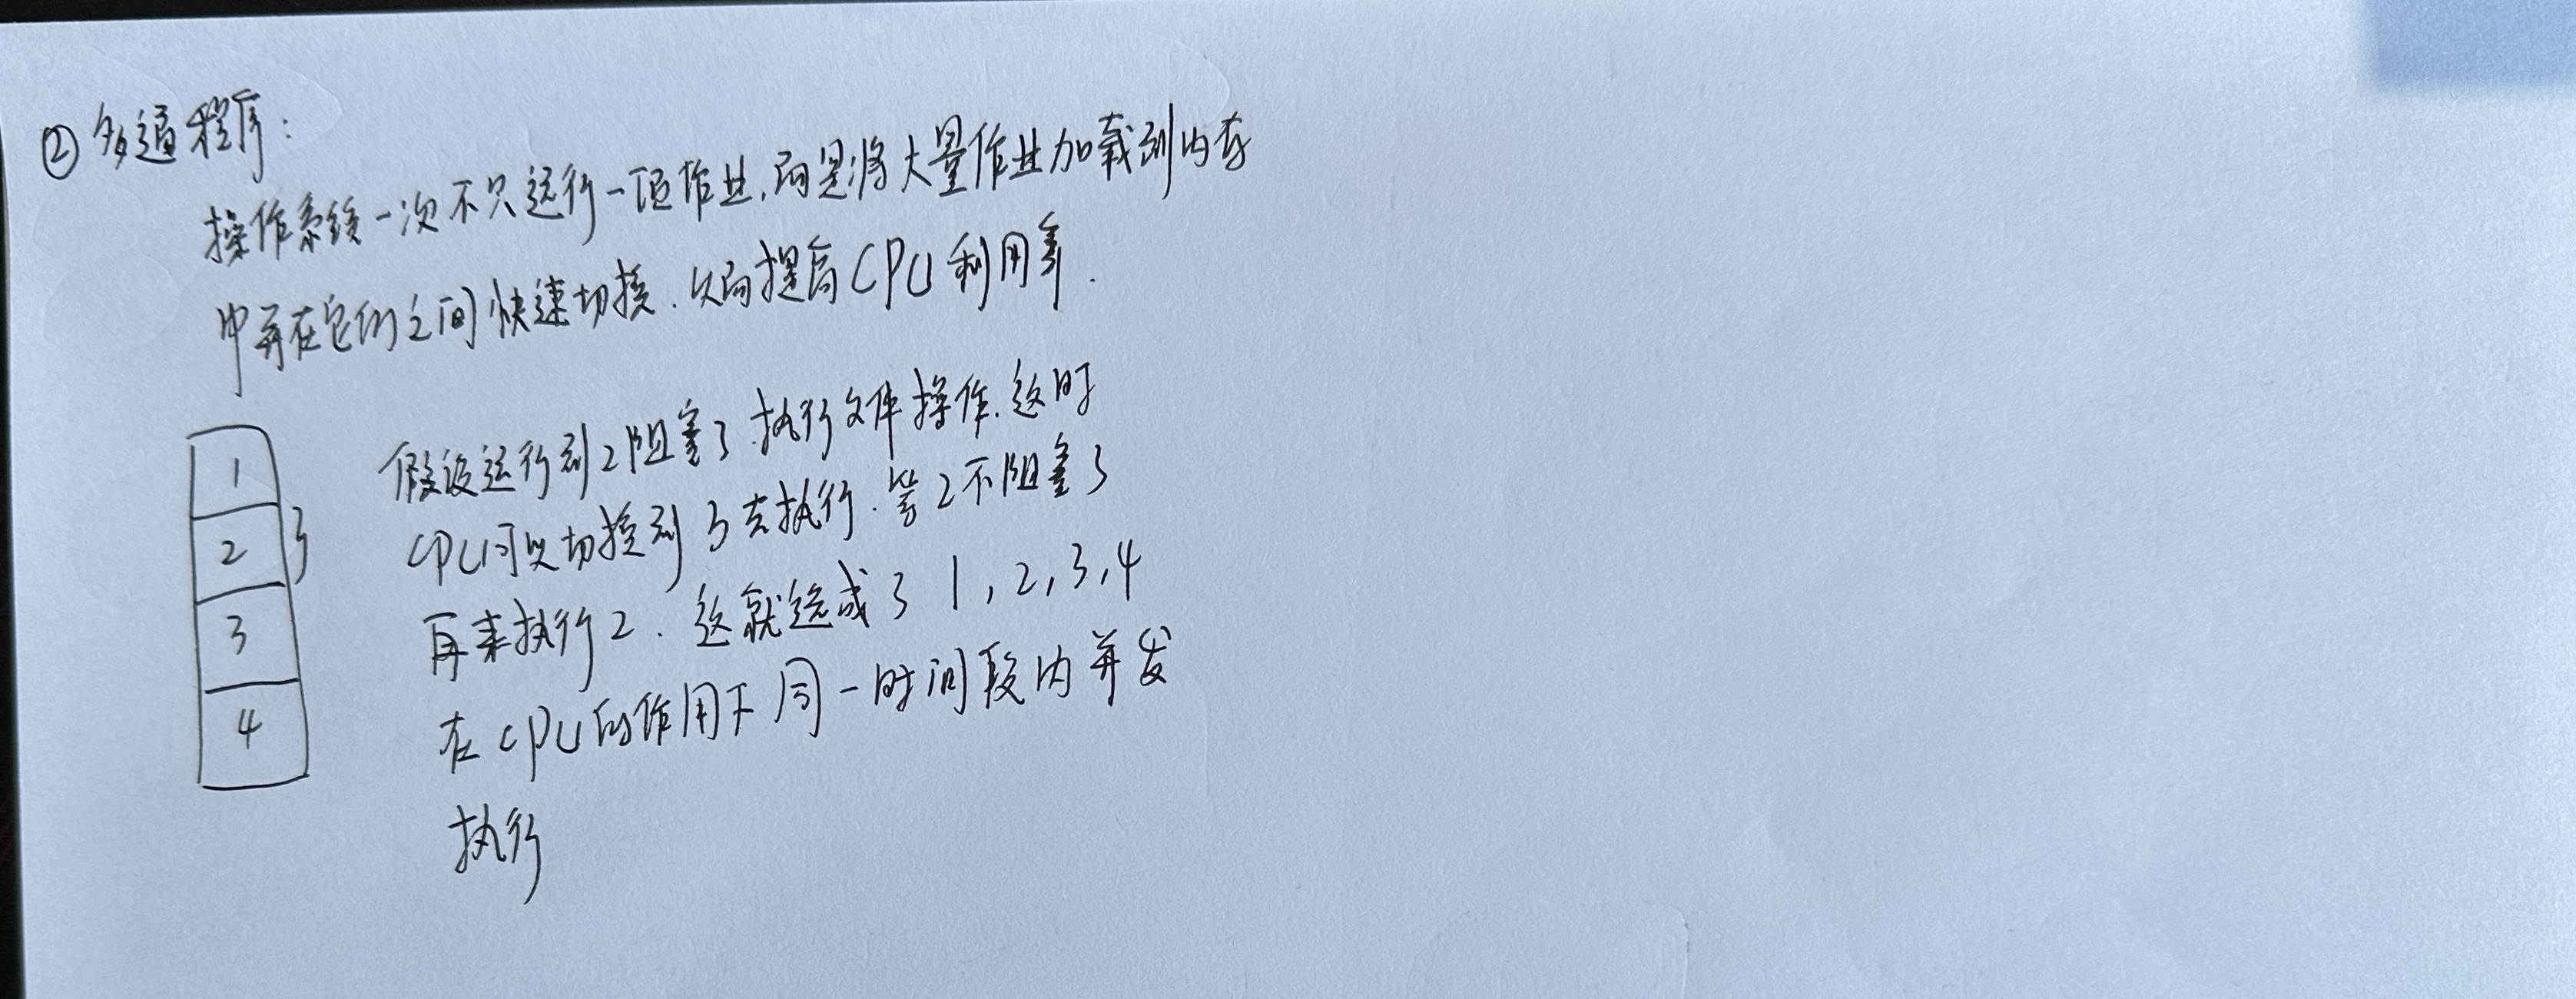 ②多道程序：
操作系统一次不只运行一项作业，而是将大量作业加载到内存
中并在它们之间快速切换，从而提高CPU利用率．
假设运行到2阻塞了，执行文件操作，这时
CPU可以切换到3去执行．等2不阻塞了
再来执行2．这就造成了 1，2，3，4
在CPU的作用下同一时间段内并发
执行
1
2
3
4